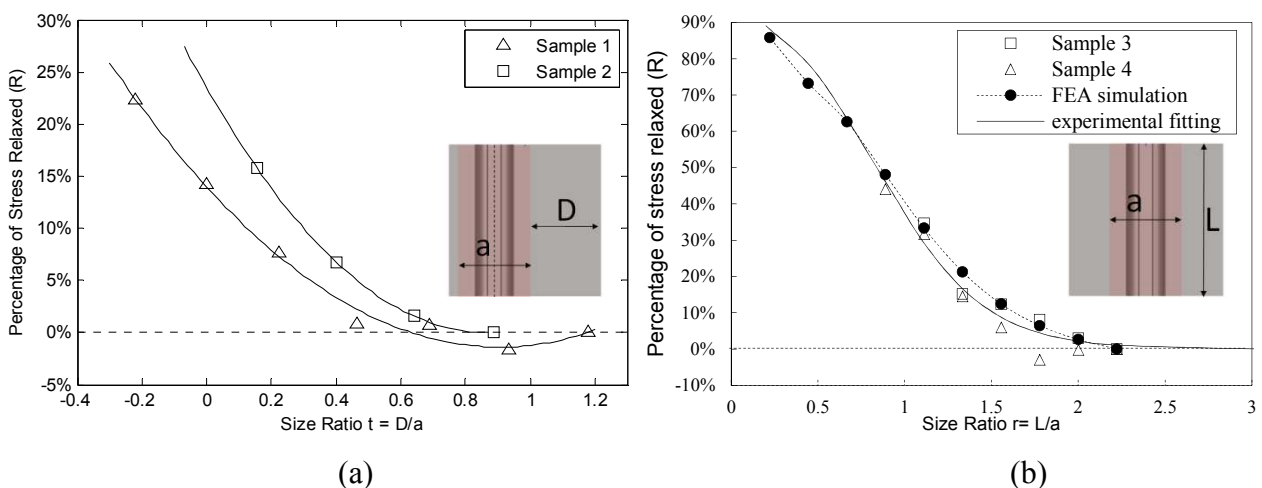 30%
25%
20%
15%
10%
5%
0%
-5%
Percentage of Stress Relaxed (R)
Sample 1
Sample 2
a
D
-0.4 -0.2 0 0.2 0.4 0.6 0.8 1 1.2
Size Ratio t = D/a
(a)
90%
80%
70%
60%
50%
40%
30%
20%
10%
0%
-10%
Percentage of stress relaxed (R)
Sample 3
Sample 4
FEA simulation
experimental fitting
a
L
0 0.5 1 1.5 2 2.5 3
Size Ratio r= L/a
(b)